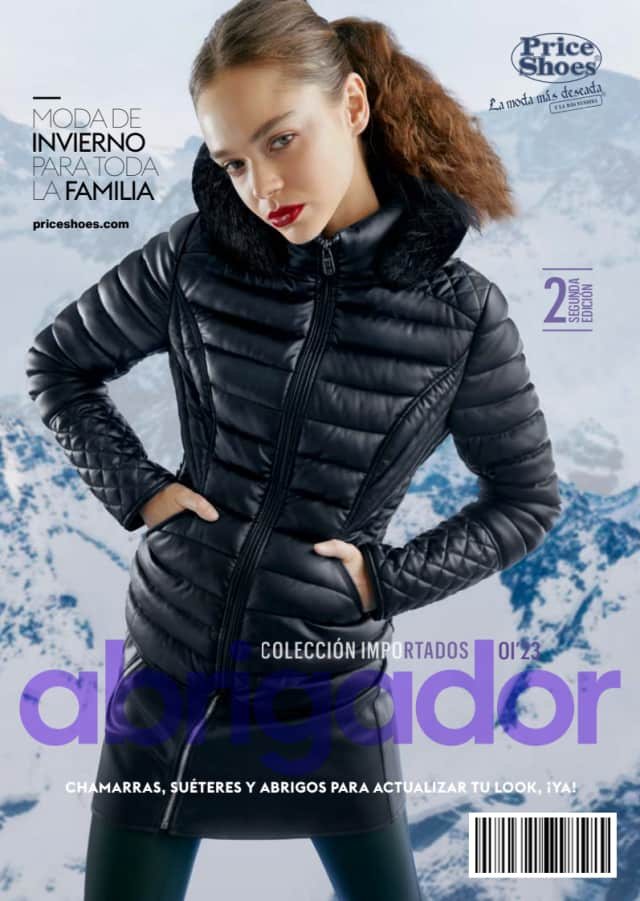 MODA DE
INVIERNO
PARA TODA
LA FAMILIA
priceshoes.com
Price
Shoes®
La moda más deseada®
2
SEGUNDA
EDICIÓN
COLECCIÓN IMPORTADOS OI'23
abrigador
CHAMARRAS, SUÉTERES Y ABRIGOS PARA ACTUALIZAR TU LOOK, ¡YA!